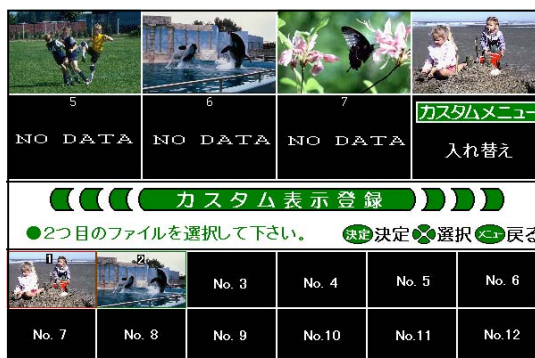 5 6 7
NO DATA NO DATA NO DATA
カスタムメニュー
入れ替え
カスタム表示登録
●2つ目のファイルを選択して下さい。 決定 決定 選択 メニュー 戻る
1 2 No. 3 No. 4 No. 5 No. 6
No. 7 No. 8 No. 9 No.10 No.11 No.12